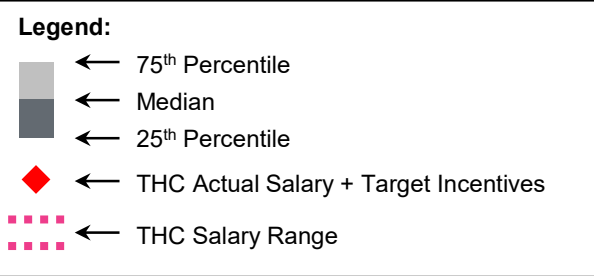 Legend:
75th Percentile
Median
25th Percentile
THC Actual Salary + Target Incentives
THC Salary Range